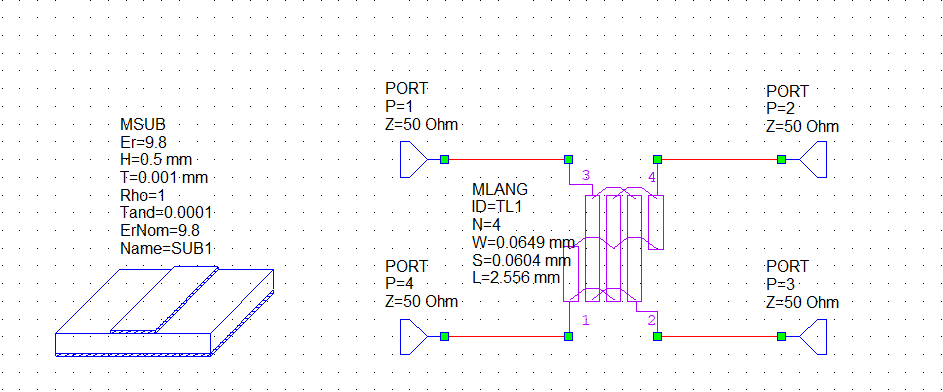 PORT
P=1
Z=50 Ohm
PORT
P=2
Z=50 Ohm
MSUB
Er=9.8
H=0.5 mm
T=0.001 mm
Rho=1
Tand=0.0001
ErNom=9.8
Name=SUB1
3
4
MLANG
ID=TL1
N=4
W=0.0649 mm
S=0.0604 mm
L=2.556 mm
PORT
P=4
Z=50 Ohm
PORT
P=3
Z=50 Ohm
1
2